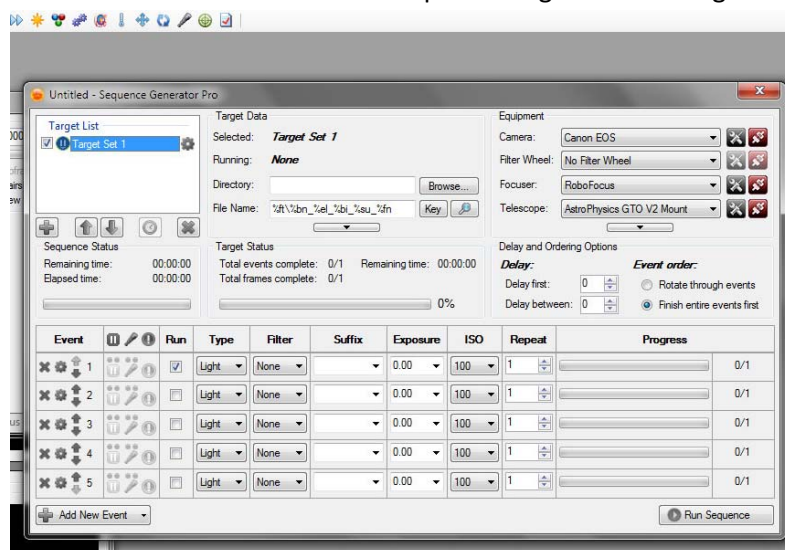 Untitled - Sequence Generator Pro
Target List
Target Set 1
Target Data
Selected: Target Set 1
Running: None
Directory: Browse...
File Name: %ft\%bn_%el_%bi_%su_%fn Key
Equipment
Camera: Canon EOS
Filter Wheel: No Filter Wheel
Focuser: RoboFocus
Telescope: AstroPhysics GTO V2 Mount
Sequence Status
Remaining time: 00:00:00
Elapsed time: 00:00:00
Target Status
Total events complete: 0/1 Remaining time: 00:00:00
Total frames complete: 0/1
0%
Delay and Ordering Options
Delay: Event order:
Delay first: 0 Rotate through events
Delay between: 0 Finish entire events first
Event Run Type Filter Suffix Exposure ISO Repeat Progress
1 Light None 0.00 100 1 0/1
2 Light None 0.00 100 1 0/1
3 Light None 0.00 100 1 0/1
4 Light None 0.00 100 1 0/1
5 Light None 0.00 100 1 0/1
Add New Event Run Sequence